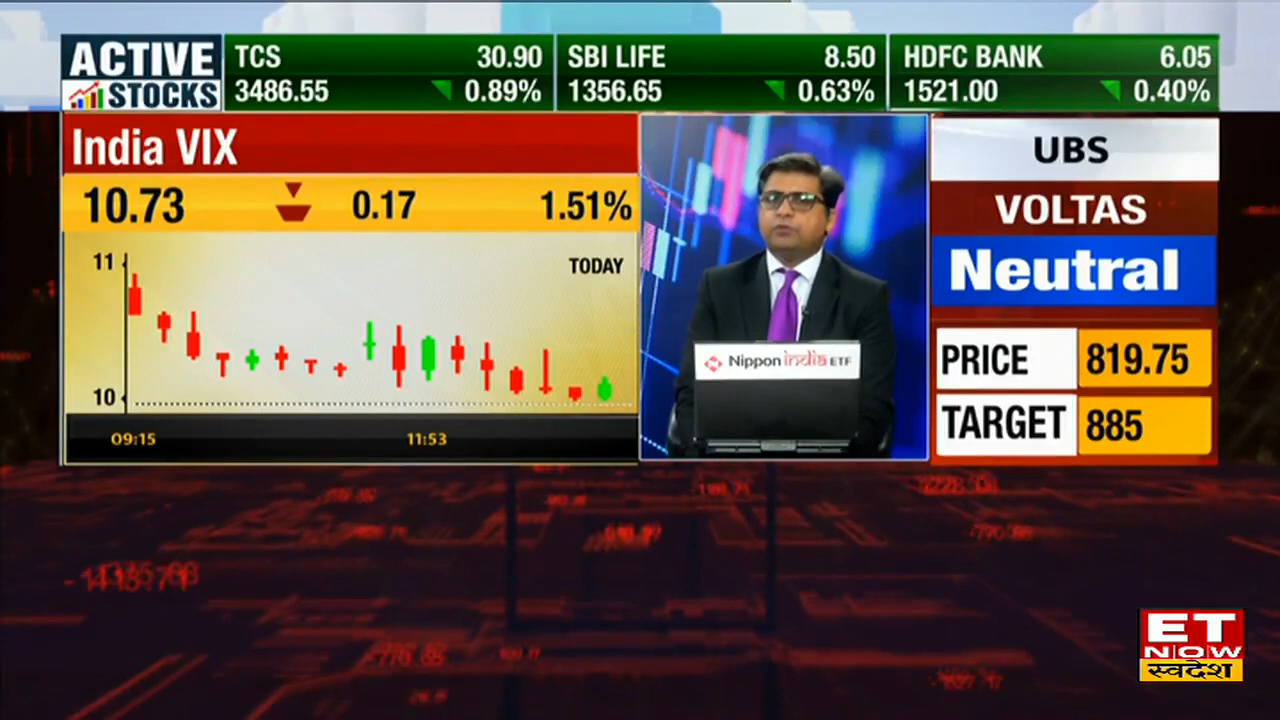 ACTIVE STOCKS
TCS 30.90
3486.55 0.89%
SBI LIFE 8.50
1356.65 0.63%
HDFC BANK 6.05
1521.00 0.40%
India VIX
10.73 0.17 1.51%
11
TODAY
10
09:15 11:53
Nippon india ETF
UBS
VOLTAS
Neutral
PRICE 819.75
TARGET 885
ET
NOW
स्वदेश